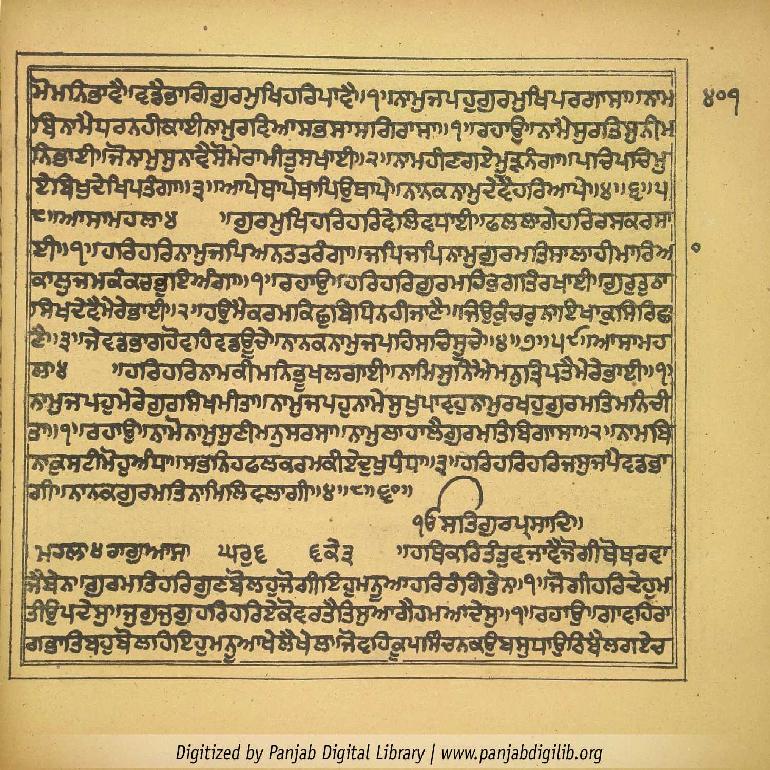 ਸੋਮਨਿਭਾਵੈ॥ਵਡੈਭਾਗਿਗੁਰਮੁਖਿਹਰਿਪਾਵੈ॥੧॥ਨਾਮੁਜਪਹੁਗੁਰਮੁਖਿਪਰਗਾਸਾ॥ਨਾਮ
੪੦੧
ਬਿਨਾਮੈਧਰਨਹੀਕਾਈਨਾਮੁਰਵਿਆਸਭਸਾਸਗਿਰਾਸਾ॥੧॥ਰਹਾਉ॥ਨਾਮੈਸੁਰਤਿਸੁਨੀਮ
ਨਿਭਾਈ॥ਜੋਨਾਮੁਸੁਨਾਵੈਸੋਮੇਰਾਮੀਤੁਸਖਾਈ॥੨॥ਨਾਮਹੀਣਗਏਮੂੜਨੰਗਾ॥ਪਚਿਪਚਿਮੁ
ਏਬਿਖੁਦੇਖਿਪਤੰਗਾ॥੩॥ਆਪੇਥਾਪੇਥਾਪਿਉਥਾਪੇ॥ਨਾਨਕਨਾਮੁਦੇਵੈਹਰਿਆਪੇ॥੪॥੬॥੫
੮॥ਆਸਾਮਹਲਾ੪ ॥ਗੁਰਮੁਖਿਹਰਿਹਰਿਵੇਲਿਵਧਾਈ॥ਫਲਲਾਗੇਹਰਿਰਸਕਰਸਾ
ਈ॥੧॥ਹਰਿਹਰਿਨਾਮੁਜਪਿਅਨਤਤਰੰਗਾ॥ਜਪਿਜਪਿਨਾਮੁਗੁਰਮਤਿਸਾਲਾਹੀਮਾਰਿਅ
ਕਾਲੁਜਮਕੰਕਰਭੁਇਅੰਗਾ॥੧॥ਰਹਾਉ॥ਹਰਿਹਰਿਗੁਰਮਹਿਭਗਤਿਰਖਾਈ॥ਗੁਰੁਤੁਠਾ
ਸਿਖਦੇਵੈਮੇਰੇਭਾਈ॥੨॥ਹਉਮੈਕਰਮਕਿਛੁਬਿਧਿਨਹੀਜਾਣੈ॥ਜਿਉਕੁੰਚਰੁਨਾਇਖਾਕੁਸਿਰਿਛ
ਣੈ॥੩॥ਜੇਵਡਭਾਗਹੋਵਹਿਵਡਊਚੇ॥ਨਾਨਕਨਾਮੁਜਪਹਿਸਚਿਸੂਚੇ॥੪॥੭॥੫੯॥ਆਸਾਮਹ
ਲਾ੪ ॥ਹਰਿਹਰਿਨਾਮਕੀਮਨਿਭੂਖਲਗਾਈ॥ਨਾਮਿਸੁਨਿਐਮਨੁਤ੍ਰਿਪਤੈਮੇਰੇਭਾਈ॥੧॥
ਨਾਮੁਜਪਹੁਮੇਰੇਗੁਰਸਿਖਮੀਤਾ॥ਨਾਮੁਜਪਹੁਨਾਮੇਸੁਖੁਪਾਵਹੁਨਾਮੁਰਖਹੁਗੁਰਮਤਿਮਨਿਚੀ
ਤਾ॥੧॥ਰਹਾਉ॥ਨਾਮੋਨਾਮੁਸੁਣੀਮਨੁਸਰਸਾ॥ਨਾਮੁਲਾਹਾਲੈਗੁਰਮਤਿਬਿਗਸਾ॥੨॥ਨਾਮਬਿ
ਨਾਕੁਸਟੀਮੋਹਅੰਧਾ॥ਸਭਨਿਹਫਲਕਰਮਕੀਏਦੁਖੁਧੰਧਾ॥੩॥ਹਰਿਹਰਿਹਰਿਜਸੁਜਪੈਵਡਭਾ
ਗੀ॥ਨਾਨਕਗੁਰਮਤਿਨਾਮਿਲਿਵਲਾਗੀ॥੪॥੮॥੬੦॥
ੴਸਤਿਗੁਰਪ੍ਰਸਾਦਿ॥
ਮਹਲਾ੪ਰਾਗੁਆਸਾ ਘਰੁ੬ ੬ਕੇ੩ ॥ਹਥਿਕਰਿਤੰਤੁਵਜਾਵੈਜੋਗੀਥੋਥਰਵਾ
ਜੈਬੇਨ॥ਗੁਰਮਤਿਹਰਿਗੁਣਬੋਲਹੁਜੋਗੀਇਹੁਮਨੂਆਹਰਿਰੰਗਿਭੇਨ॥੧॥ਜੋਗੀਹਰਿਦੇਹੁਮ
ਤੀਉਪਦੇਸੁ॥ਜੁਗੁਜੁਗੁਹਰਿਹਰਿਏਕੋਵਰਤੈਤਿਸੁਆਗੈਹਮਆਦੇਸੁ॥੧॥ਰਹਾਉ॥ਗਾਵਹਿਰਾ
ਗਭਾਤਿਬਹੁਬੋਲਹਿਇਹੁਮਨੂਆਖੇਲੈਖੇਲ॥ਜੋਵਹਿਕੂਪਸਿੰਚਨਕਉਬਸੁਧਾਉਠਿਬੈਲਗਏਚ
Digitized by Panjab Digital Library | www.panjabdigilib.org